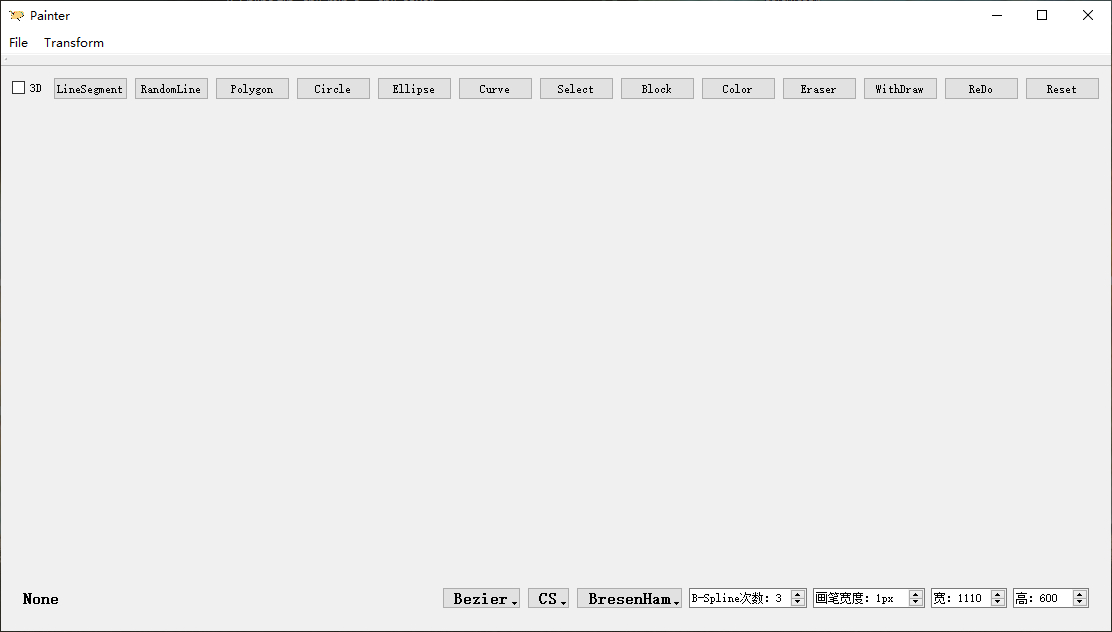 Painter
File Transform
3D LineSegment RandomLine Polygon Circle Ellipse Curve Select Block Color Eraser WithDraw ReDo Reset
None Bezier CS BresenHam B-Spline次数: 3 画笔宽度: 1px 宽: 1110 高: 600